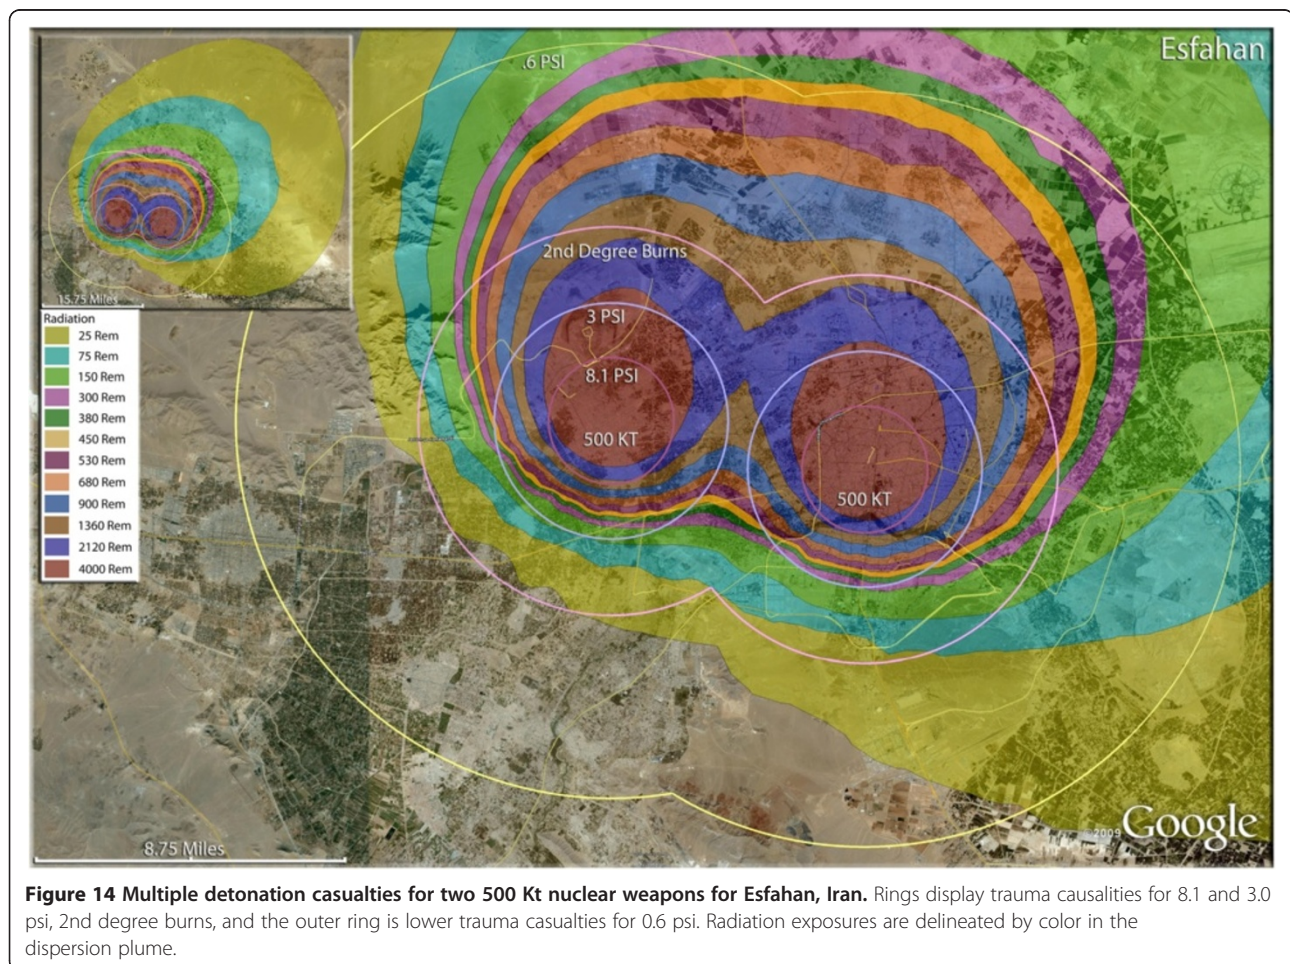 Esfahan
.6 PSI
2nd Degree Burns
3 PSI
8.1 PSI
500 KT
500 KT
15.75 Miles
Radiation
25 Rem
75 Rem
150 Rem
300 Rem
380 Rem
450 Rem
530 Rem
680 Rem
900 Rem
1360 Rem
2120 Rem
4000 Rem
8.75 Miles
2009 Google
Figure 14 Multiple detonation casualties for two 500 Kt nuclear weapons for Esfahan, Iran. Rings display trauma causalities for 8.1 and 3.0
psi, 2nd degree burns, and the outer ring is lower trauma casualties for 0.6 psi. Radiation exposures are delineated by color in the
dispersion plume.